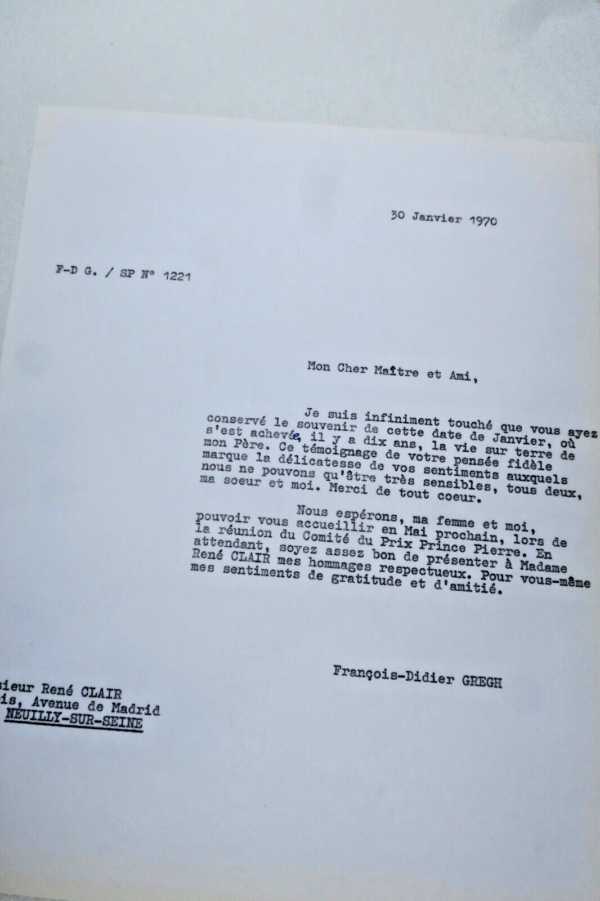 30 Janvier 1970
F-D G. / SP N° 1221
Mon Cher Maître et Ami,
Je suis infiniment touché que vous ayez
conservé le souvenir de cette date de Janvier, où
s'est achevée, il y a dix ans, la vie sur terre de
mon Père. Ce témoignage de votre pensée fidèle
marque la délicatesse de vos sentiments auxquels
nous ne pouvons qu'être très sensibles, tous deux,
ma soeur et moi. Merci de tout coeur.
Nous espérons, ma femme et moi,
pouvoir vous accueillir en Mai prochain, lors de
la réunion du Comité du Prix Prince Pierre. En
attendant, soyez assez bon de présenter à Madame
René CLAIR mes hommages respectueux. Pour vous-même
mes sentiments de gratitude et d'amitié.
François-Didier GREGH
sieur René CLAIR
is, Avenue de Madrid
NEUILLY-SUR-SEINE